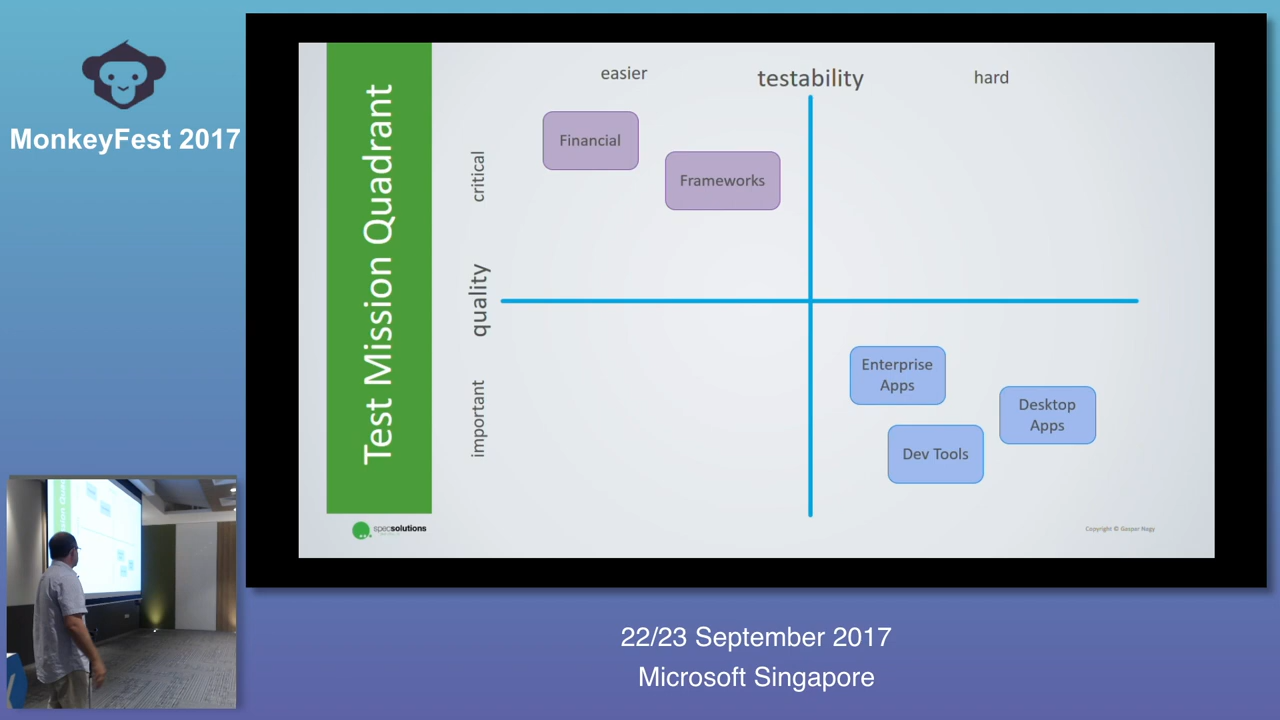 MonkeyFest 2017
Test Mission Quadrant
easier
testability
hard
critical
quality
important
Financial
Frameworks
Enterprise
Apps
Desktop
Apps
Dev Tools
specsolutions
Copyright © Gaspar Nagy
22/23 September 2017
Microsoft Singapore